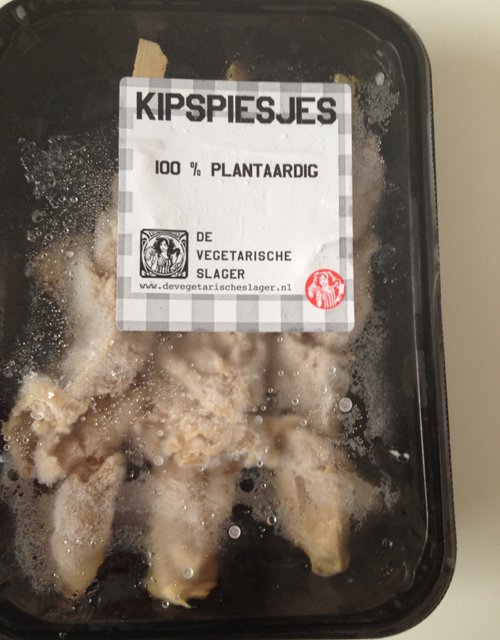 KIPSPIESJES
100 % PLANTAARDIG
DE
VEGETARISCHE
SLAGER
www.devegetarischeslager.nl